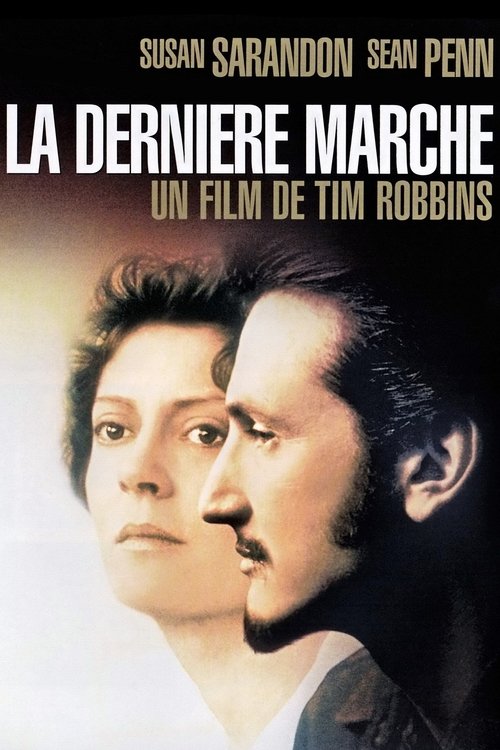 SUSAN SARANDON SEAN PENN
LA DERNIERE MARCHE
UN FILM DE TIM ROBBINS